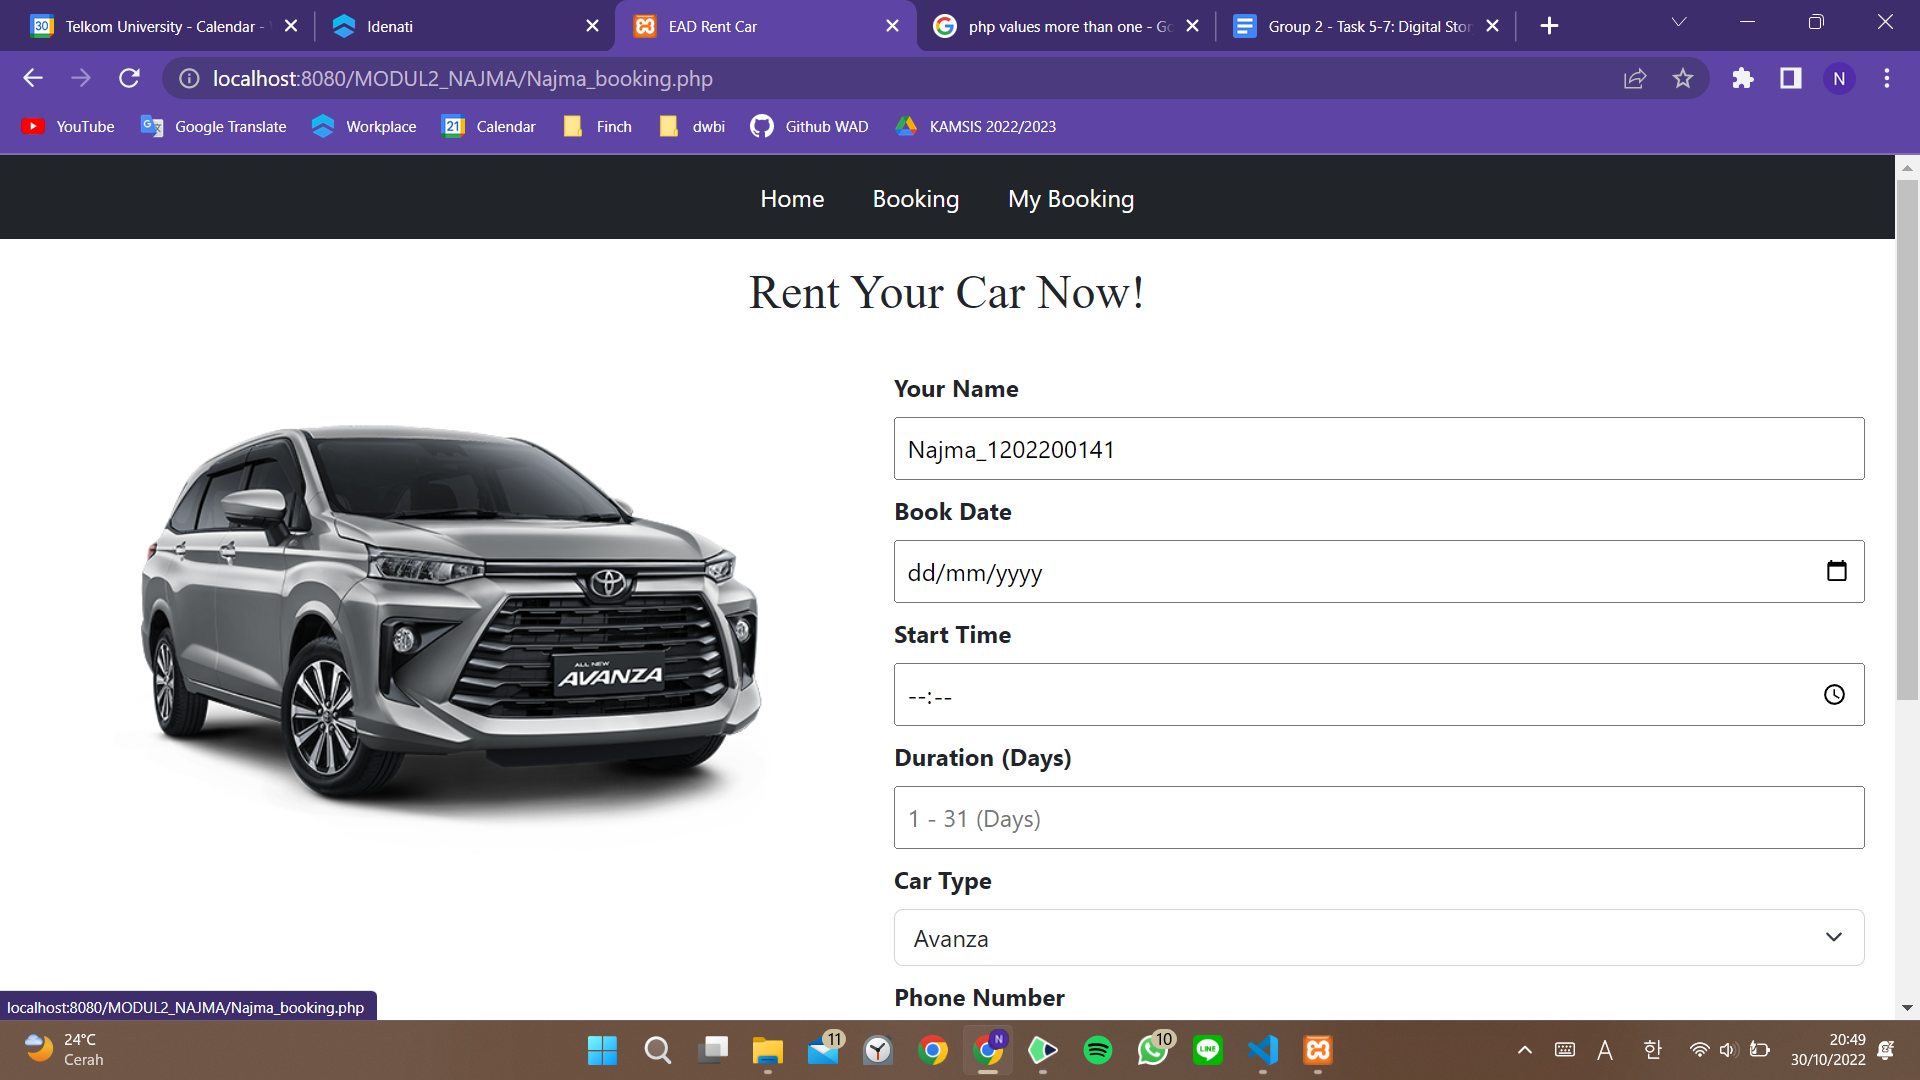 30 Telkom University - Calendar -
Idenati
EAD Rent Car
php values more than one - Go
Group 2 - Task 5-7: Digital Stor
localhost:8080/MODUL2_NAJMA/Najma_booking.php
N
YouTube
Google Translate
Workplace
21 Calendar
Finch
dwbi
Github WAD
KAMSIS 2022/2023
Home Booking My Booking
Rent Your Car Now!
ALL NEW
AVANZA
Your Name
Najma_1202200141
Book Date
dd/mm/yyyy
Start Time
--:--
Duration (Days)
1 - 31 (Days)
Car Type
Avanza
Phone Number
localhost:8080/MODUL2_NAJMA/Najma_booking.php
24°C
Cerah
11
N
10
LINE
A
한
20:49
30/10/2022